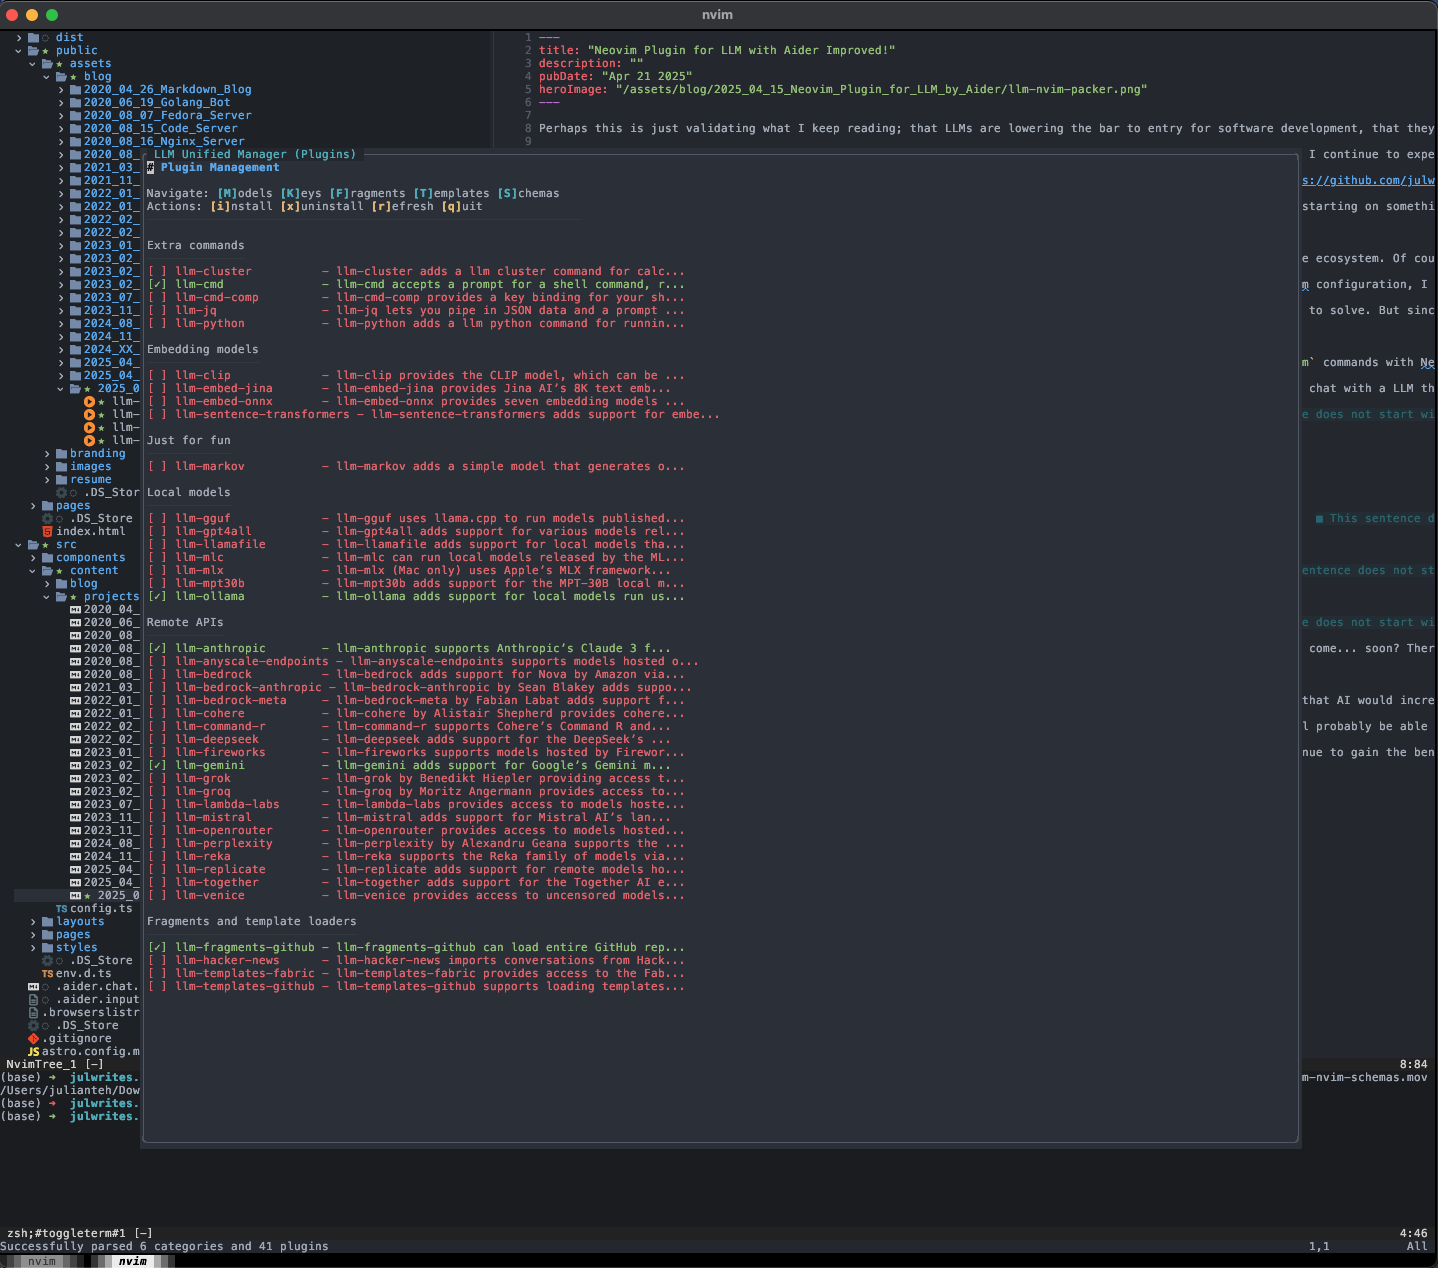 nvim
dist
public
assets
blog
2020_04_26_Markdown_Blog
2020_06_19_Golang_Bot
2020_08_07_Fedora_Server
2020_08_15_Code_Server
2020_08_16_Nginx_Server
2020_08_
2021_03_
2021_11_
2022_01_
2022_01_
2022_02_
2022_02_
2023_01_
2023_02_
2023_02_
2023_02_
2023_07_
2023_11_
2024_08_
2024_11_
2024_XX_
2025_04_
2025_04_
2025_0
llm-
llm-
llm-
llm-
branding
images
resume
.DS_Stor
pages
.DS_Store
index.html
src
components
content
blog
projects
2020_04_
2020_06_
2020_08_
2020_08_
2020_08_
2020_08_
2021_03_
2022_01_
2022_01_
2022_02_
2022_02_
2023_01_
2023_02_
2023_02_
2023_02_
2023_07_
2023_11_
2023_11_
2024_08_
2024_11_
2025_04_
2025_04_
2025_0
TS config.ts
layouts
pages
styles
.DS_Store
TS env.d.ts
.aider.chat.
.aider.input
.browserslistr
.DS_Store
.gitignore
JS astro.config.m
1 ---
2 title: "Neovim Plugin for LLM with Aider Improved!"
3 description: ""
4 pubDate: "Apr 21 2025"
5 heroImage: "/assets/blog/2025_04_15_Neovim_Plugin_for_LLM_by_Aider/llm-nvim-packer.png"
6 ---
7
8 Perhaps this is just validating what I keep reading; that LLMs are lowering the bar to entry for software development, that they
9
I continue to expe
s://github.com/julw
starting on somethi
e ecosystem. Of cou
m configuration, I
to solve. But sinc
m` commands with Ne
chat with a LLM th
e does not start wi
■ This sentence d
entence does not st
e does not start wi
come... soon? Ther
that AI would incre
l probably be able
nue to gain the ben
LLM Unified Manager (Plugins)
# Plugin Management
Navigate: [M]odels [K]eys [F]ragments [T]emplates [S]chemas
Actions: [i]nstall [x]uninstall [r]efresh [q]uit
Extra commands
[ ] llm-cluster - llm-cluster adds a llm cluster command for calc...
[✓] llm-cmd - llm-cmd accepts a prompt for a shell command, r...
[ ] llm-cmd-comp - llm-cmd-comp provides a key binding for your sh...
[ ] llm-jq - llm-jq lets you pipe in JSON data and a prompt ...
[ ] llm-python - llm-python adds a llm python command for runnin...
Embedding models
[ ] llm-clip - llm-clip provides the CLIP model, which can be ...
[ ] llm-embed-jina - llm-embed-jina provides Jina AI's 8K text emb...
[ ] llm-embed-onnx - llm-embed-onnx provides seven embedding models ...
[ ] llm-sentence-transformers - llm-sentence-transformers adds support for embe...
Just for fun
[ ] llm-markov - llm-markov adds a simple model that generates o...
Local models
[ ] llm-gguf - llm-gguf uses llama.cpp to run models published...
[ ] llm-gpt4all - llm-gpt4all adds support for various models rel...
[ ] llm-llamafile - llm-llamafile adds support for local models tha...
[ ] llm-mlc - llm-mlc can run local models released by the ML...
[ ] llm-mlx - llm-mlx (Mac only) uses Apple's MLX framework...
[ ] llm-mpt30b - llm-mpt30b adds support for the MPT-30B local m...
[✓] llm-ollama - llm-ollama adds support for local models run us...
Remote APIs
[✓] llm-anthropic - llm-anthropic supports Anthropic's Claude 3 f...
[ ] llm-anyscale-endpoints - llm-anyscale-endpoints supports models hosted o...
[ ] llm-bedrock - llm-bedrock adds support for Nova by Amazon via...
[ ] llm-bedrock-anthropic - llm-bedrock-anthropic by Sean Blakey adds suppo...
[ ] llm-bedrock-meta - llm-bedrock-meta by Fabian Labat adds support f...
[ ] llm-cohere - llm-cohere by Alistair Shepherd provides cohere...
[ ] llm-command-r - llm-command-r supports Cohere's Command R and...
[ ] llm-deepseek - llm-deepseek adds support for the DeepSeek's ...
[ ] llm-fireworks - llm-fireworks supports models hosted by Firewor...
[✓] llm-gemini - llm-gemini adds support for Google's Gemini m...
[ ] llm-grok - llm-grok by Benedikt Hiepler providing access t...
[ ] llm-groq - llm-groq by Moritz Angermann provides access to...
[ ] llm-lambda-labs - llm-lambda-labs provides access to models hoste...
[ ] llm-mistral - llm-mistral adds support for Mistral AI's lan...
[ ] llm-openrouter - llm-openrouter provides access to models hosted...
[ ] llm-perplexity - llm-perplexity by Alexandru Geana supports the ...
[ ] llm-reka - llm-reka supports the Reka family of models via...
[ ] llm-replicate - llm-replicate adds support for remote models ho...
[ ] llm-together - llm-together adds support for the Together AI e...
[ ] llm-venice - llm-venice provides access to uncensored models...
Fragments and template loaders
[✓] llm-fragments-github - llm-fragments-github can load entire GitHub rep...
[ ] llm-hacker-news - llm-hacker-news imports conversations from Hack...
[ ] llm-templates-fabric - llm-templates-fabric provides access to the Fab...
[ ] llm-templates-github - llm-templates-github supports loading templates...
NvimTree_1 [-] 8:84
(base) → julwrites. m-nvim-schemas.mov
/Users/julianteh/Dow
(base) → julwrites.
(base) → julwrites.
zsh;#toggleterm#1 [-] 4:46
Successfully parsed 6 categories and 41 plugins 1,1 All
nvim nvim